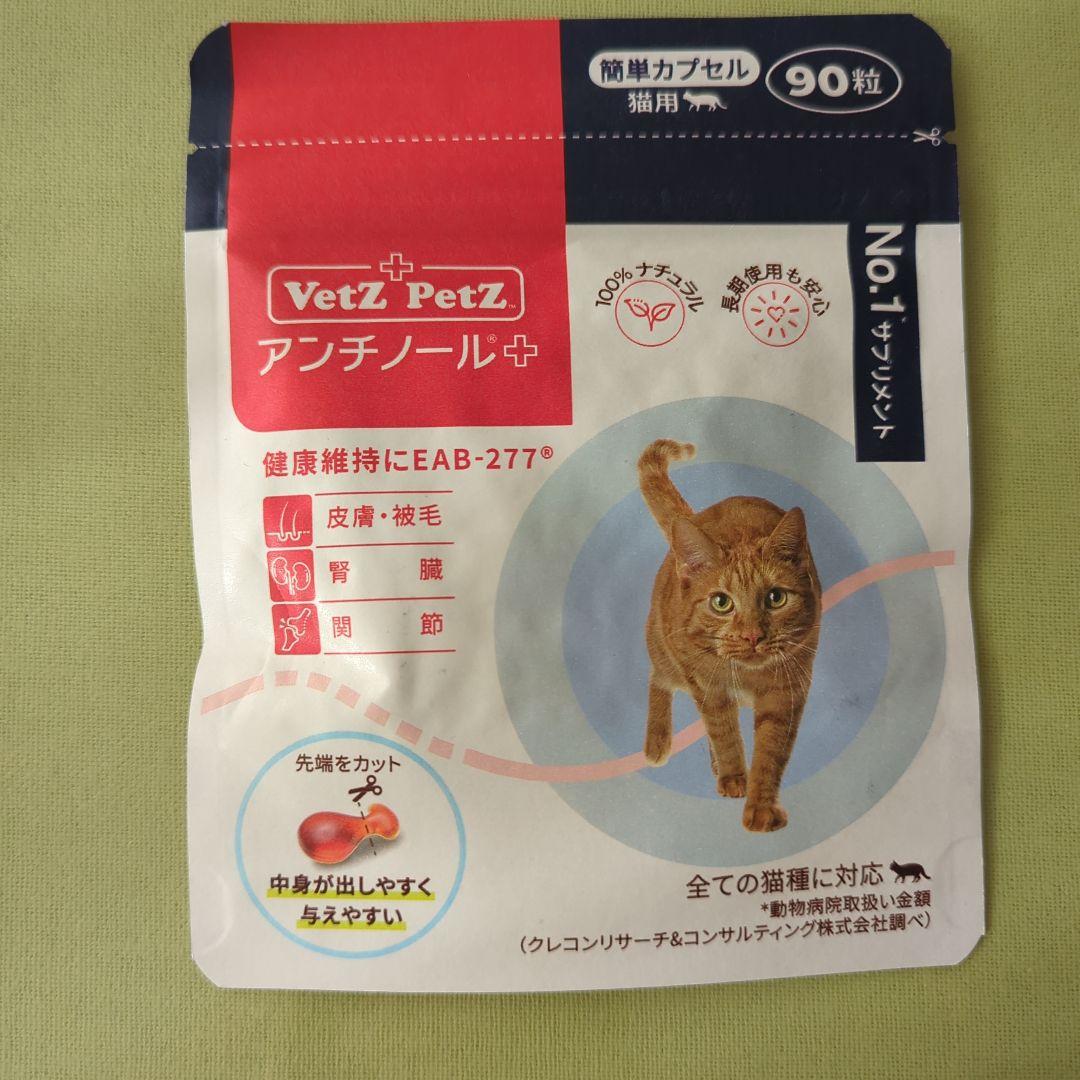 簡単カプセル
猫用
90粒
VetZ PetZ™
アンチノール®+
100% ナチュラル
長期使用も安心
No.1*サプリメント
健康維持にEAB-277®
皮膚・被毛
腎臓
関節
先端をカット
中身が出しやすく
与えやすい
全ての猫種に対応
*動物病院取扱い金額
(クレコンリサーチ&コンサルティング株式会社調べ)